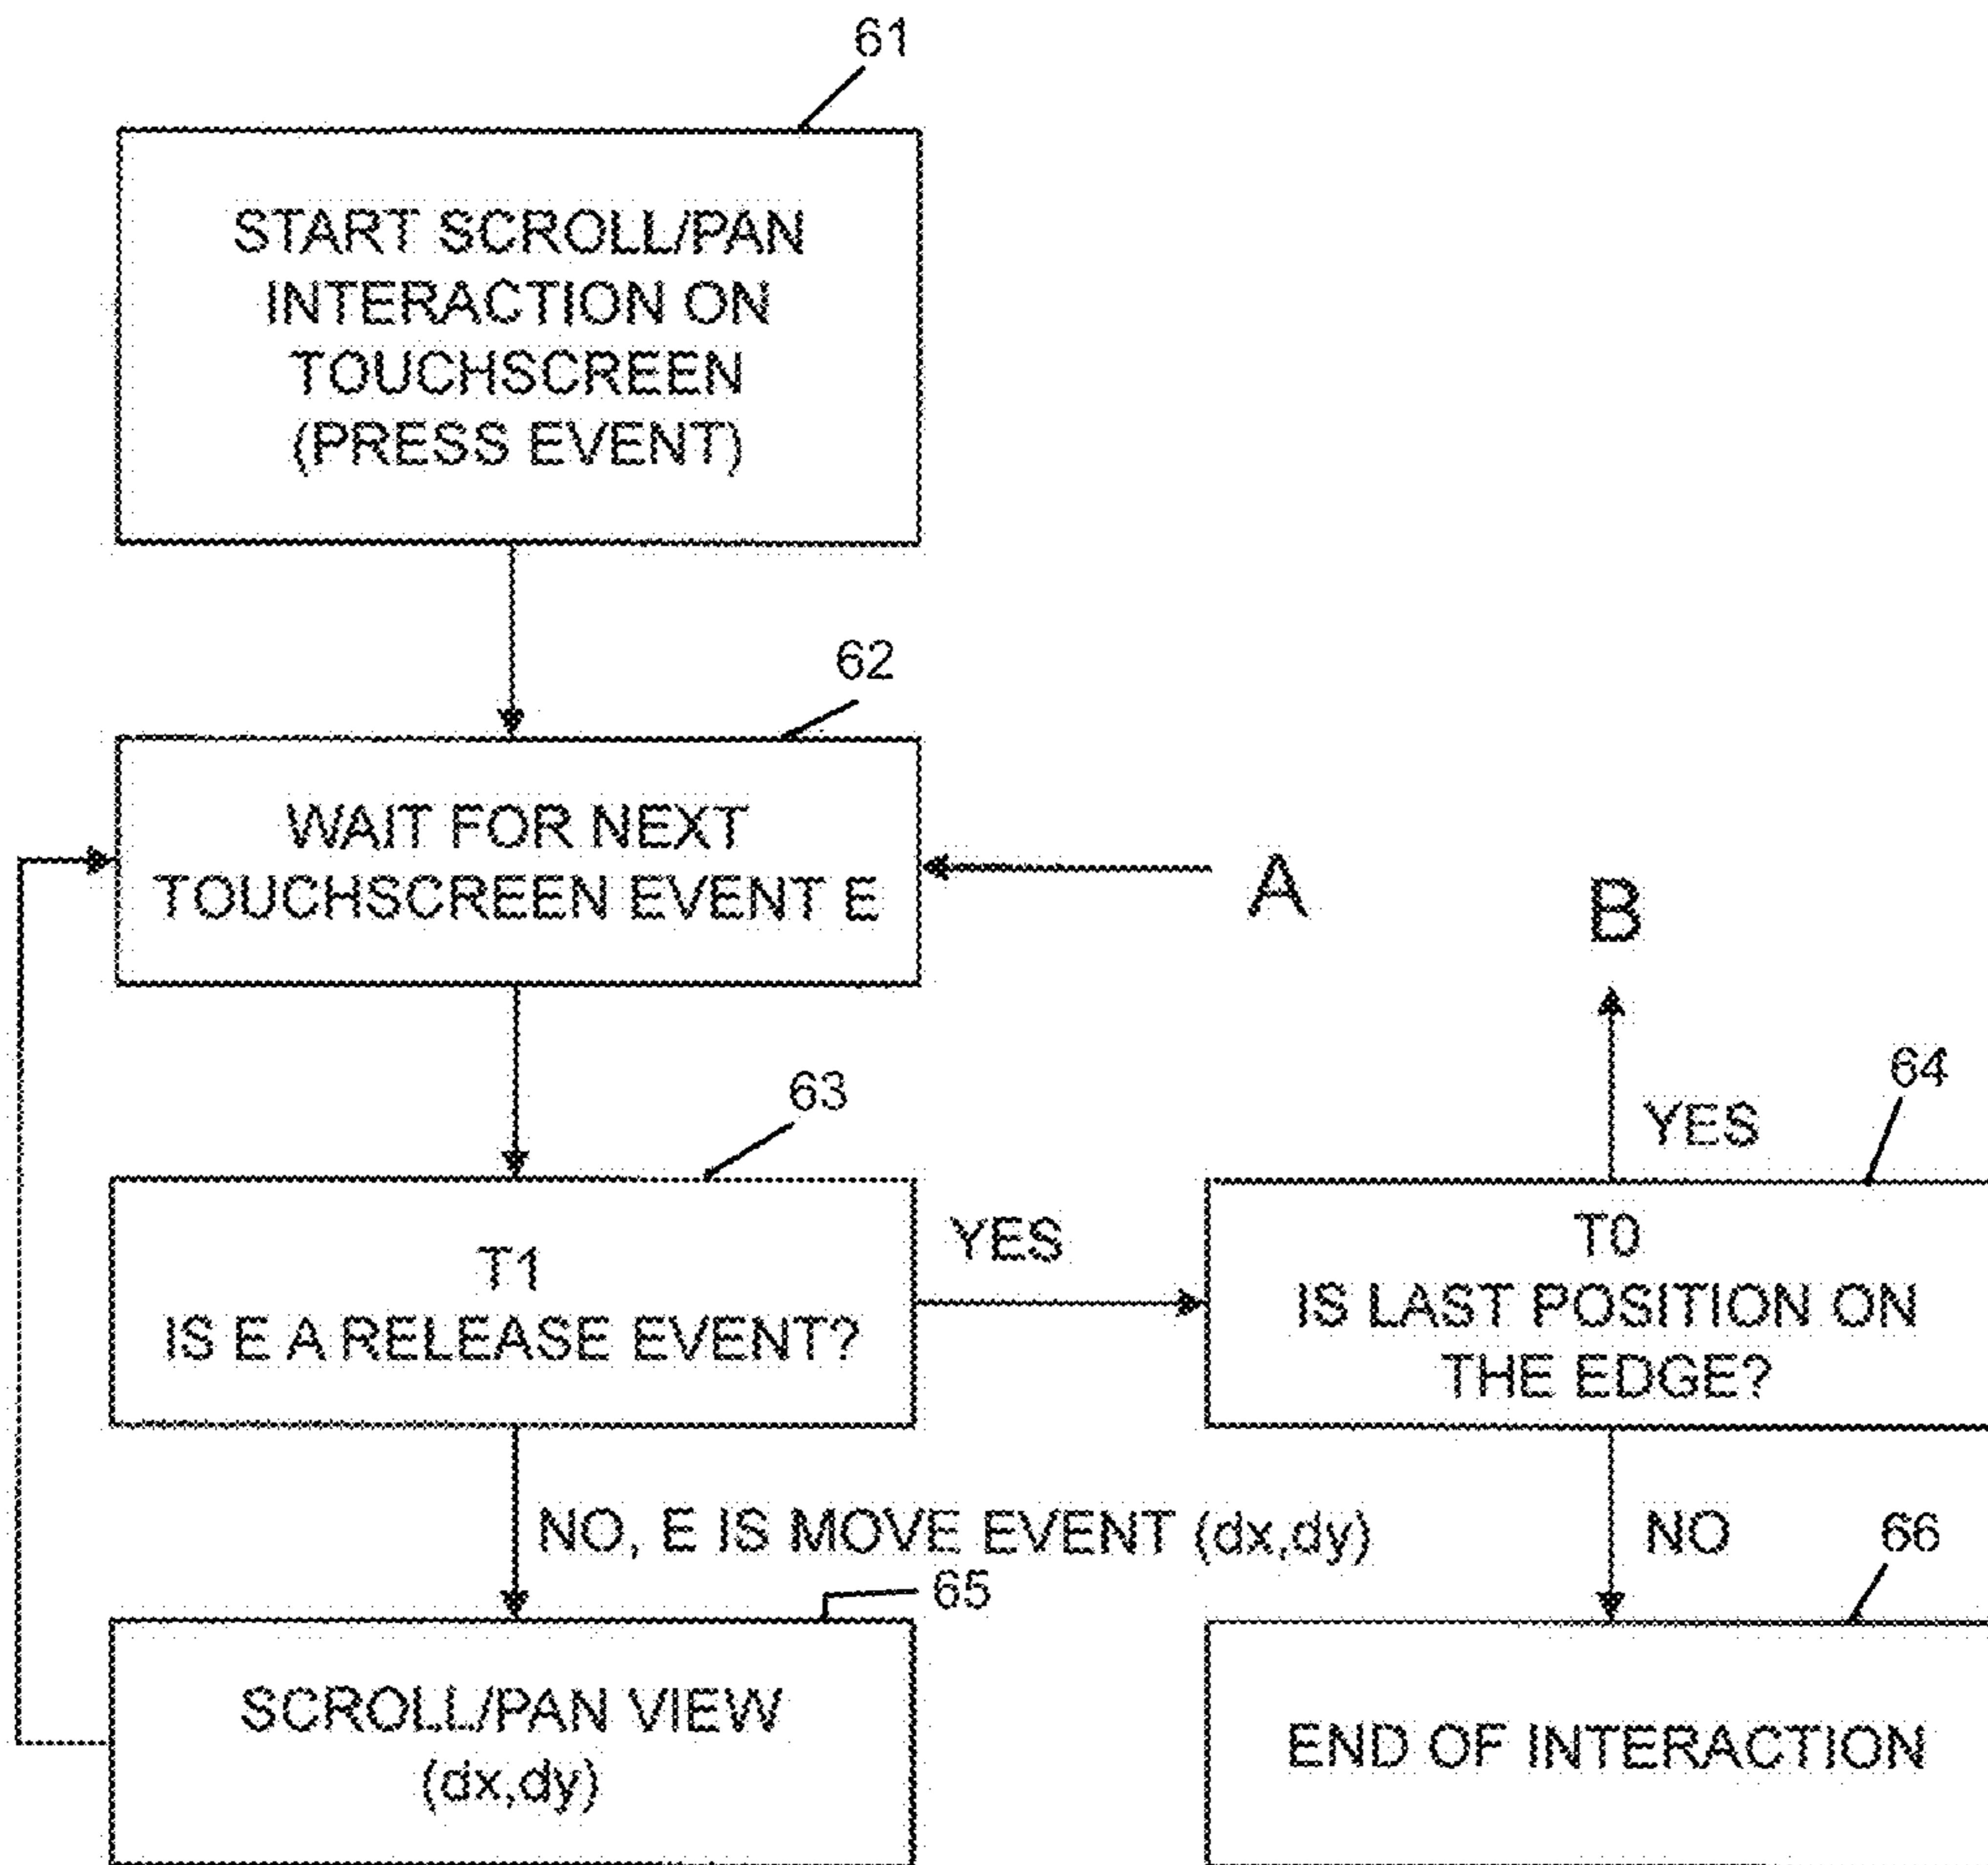 61
START SCROLL/PAN
INTERACTION ON
TOUCHSCREEN
(PRESS EVENT)
62
WAIT FOR NEXT
TOUCHSCREEN EVENT E
A
B
63
T1
IS E A RELEASE EVENT?
YES
64
YES
T0
IS LAST POSITION ON
THE EDGE?
NO, E IS MOVE EVENT (dx,dy)
NO
65
SCROLL/PAN VIEW
(dx,dy)
66
END OF INTERACTION